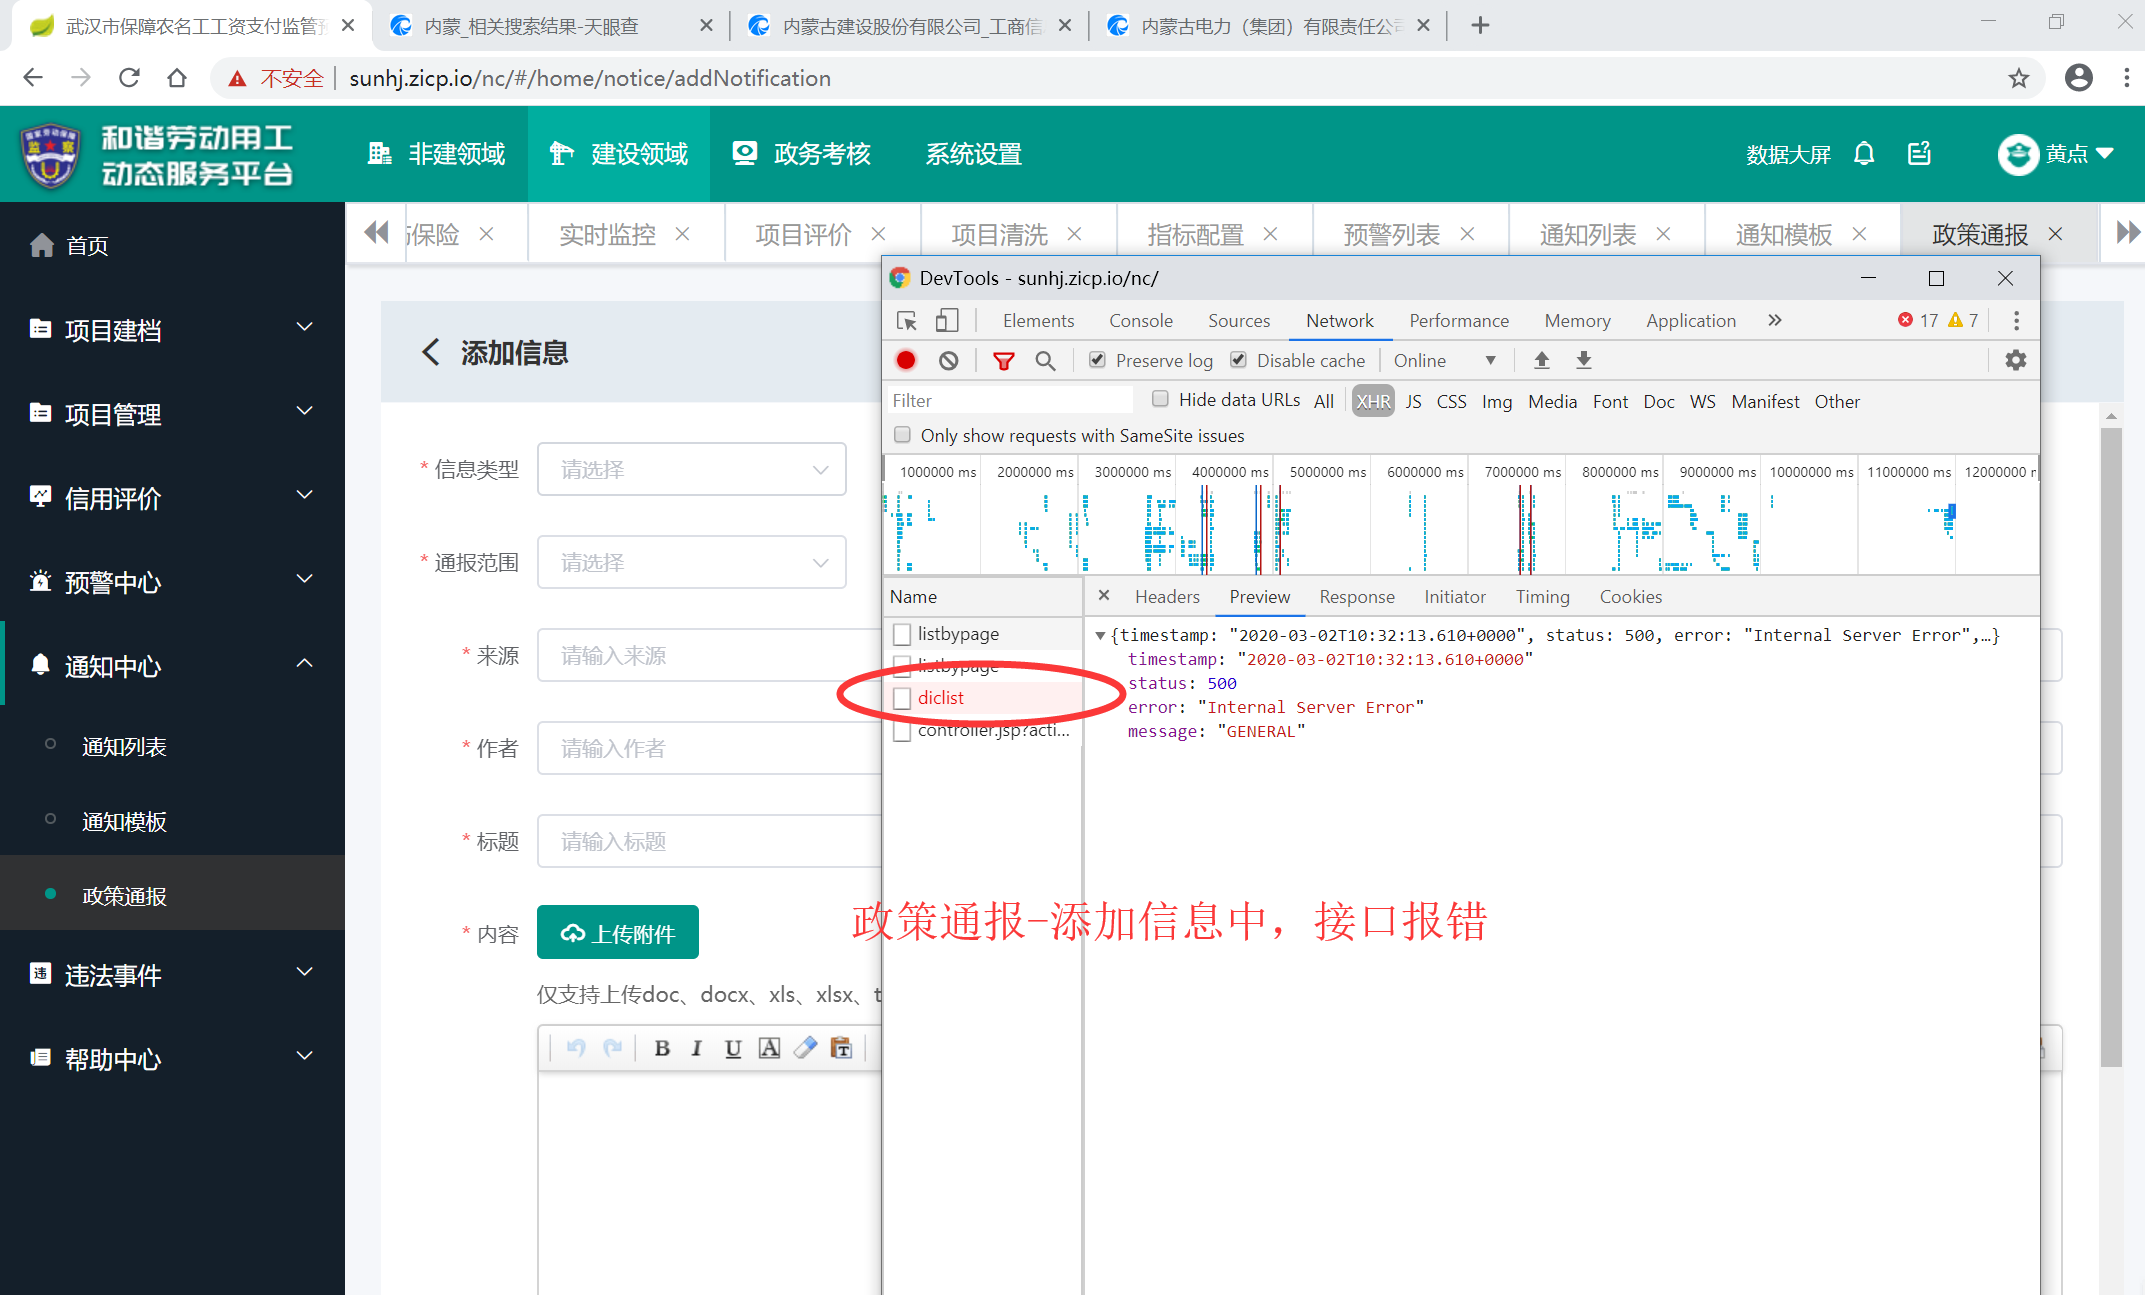 武汉市保障农名工工资支付监管预
内蒙_相关搜索结果-天眼查
内蒙古建设股份有限公司_工商信
内蒙古电力（集团）有限责任公司
不安全
sunhj.zicp.io/nc/#/home/notice/addNotification
和谐劳动用工
动态服务平台
非建领域
建设领域
政务考核
系统设置
数据大屏
黄点
首页
项目建档
项目管理
信用评价
预警中心
通知中心
通知列表
通知模板
政策通报
违法事件
帮助中心
保险
实时监控
项目评价
项目清洗
指标配置
预警列表
通知列表
通知模板
政策通报
添加信息
* 信息类型 请选择
* 通报范围 请选择
* 来源 请输入来源
* 作者 请输入作者
* 标题 请输入标题
* 内容 上传附件
仅支持上传doc、docx、xls、xlsx、t
B I U A
DevTools - sunhj.zicp.io/nc/
Elements Console Sources Network Performance Memory Application » 17 7
Preserve log Disable cache Online
Filter Hide data URLs All XHR JS CSS Img Media Font Doc WS Manifest Other
Only show requests with SameSite issues
1000000 ms 2000000 ms 3000000 ms 4000000 ms 5000000 ms 6000000 ms 7000000 ms 8000000 ms 9000000 ms 10000000 ms 11000000 ms 12000000
Name
listbypage
listbypage
diclist
controller.jsp?acti...
Headers Preview Response Initiator Timing Cookies
{timestamp: "2020-03-02T10:32:13.610+0000", status: 500, error: "Internal Server Error",…}
timestamp: "2020-03-02T10:32:13.610+0000"
status: 500
error: "Internal Server Error"
message: "GENERAL"
政策通报-添加信息中，接口报错